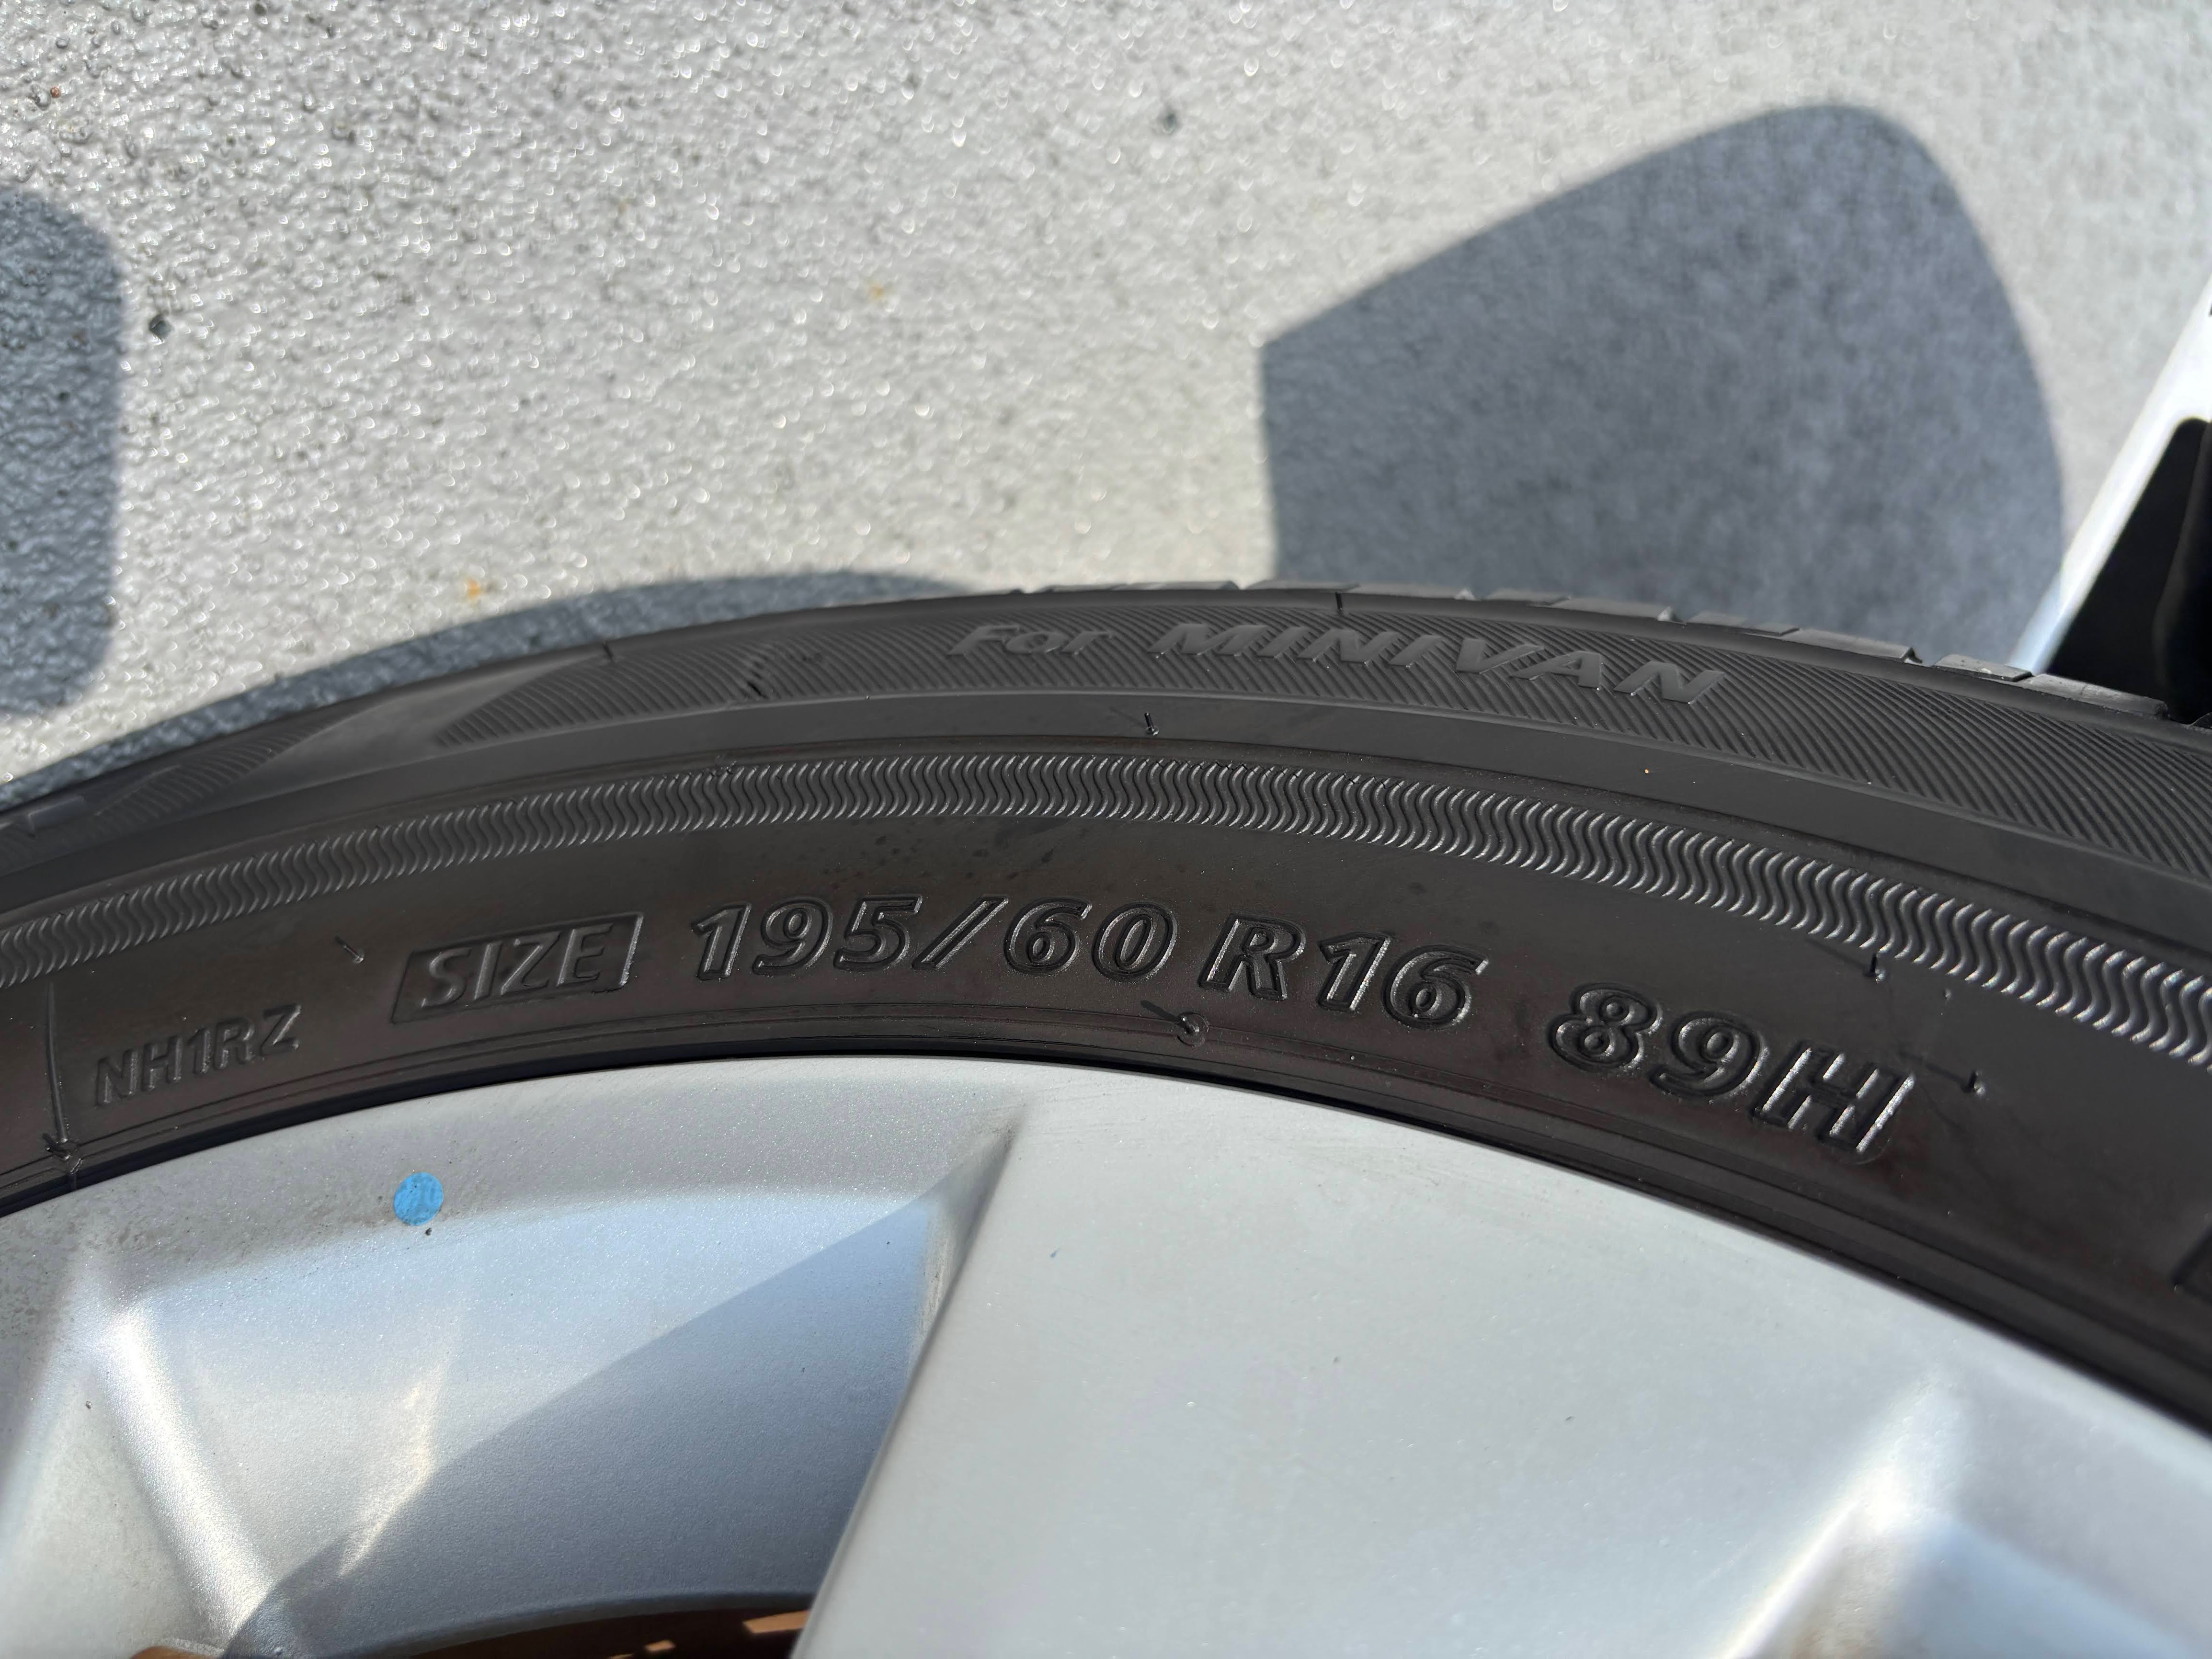 For MINIVAN
NH1RZ SIZE 195/60 R16 89H